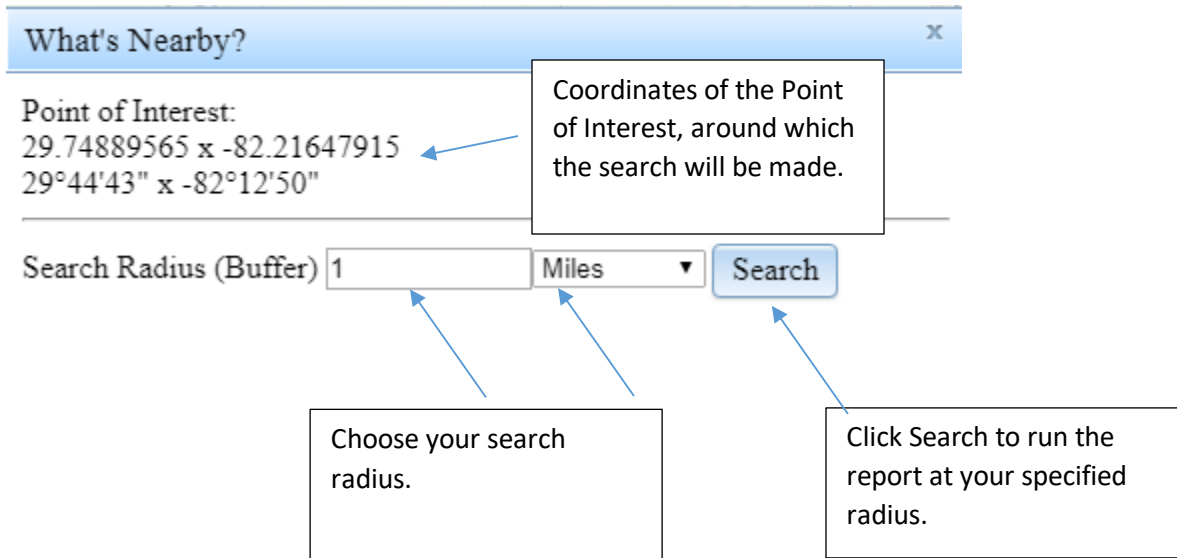 What's Nearby? x
Coordinates of the Point
of Interest, around which
the search will be made.
Point of Interest:
29.74889565 x -82.21647915
29°44'43" x -82°12'50"
Search Radius (Buffer) 1 Miles ▼ Search
Choose your search
radius.
Click Search to run the
report at your specified
radius.